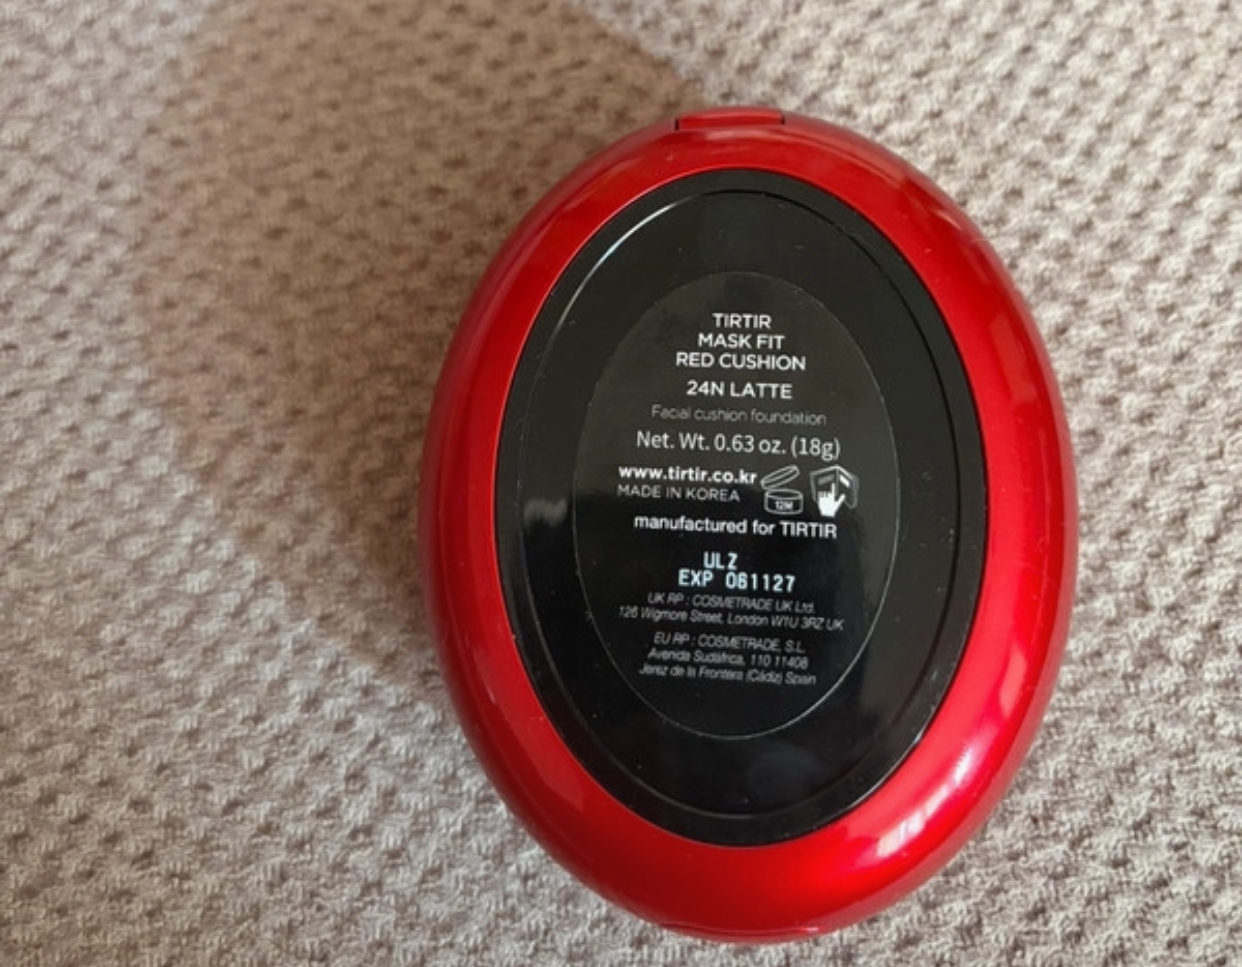 TIRTIR
MASK FIT
RED CUSHION
24N LATTE
Facial cushion foundation
Net. Wt. 0.63 oz. (18g)
www.tirtir.co.kr
MADE IN KOREA
12M
manufactured for TIRTIR
ULZ
EXP 061127
UK RP : COSMETRADE UK Ltd.
126 Wigmore Street, London W1U 3RZ UK
EU RP : COSMETRADE, S.L.
Avenida Sudáfrica, 110 11408
Jerez de la Frontera (Cádiz) Spain